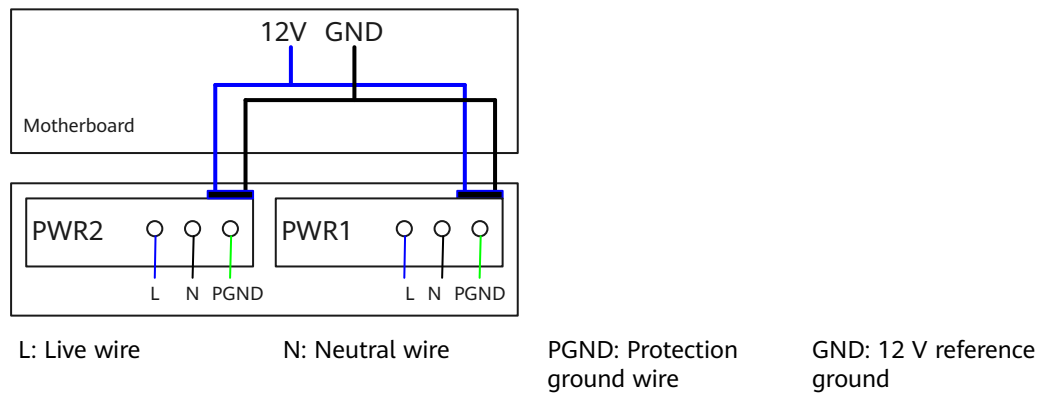 12V GND
Motherboard
PWR2 PWR1
L N PGND L N PGND
L: Live wire N: Neutral wire PGND: Protection GND: 12 V reference
ground wire ground